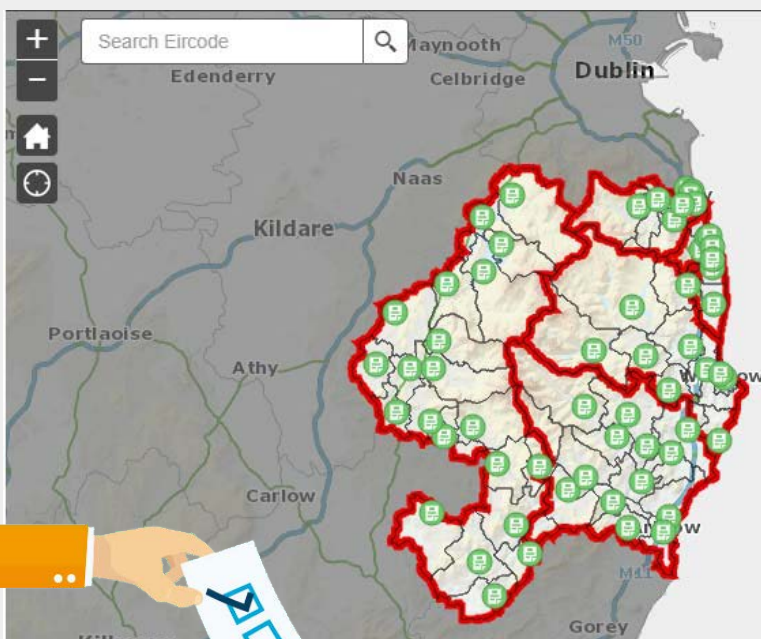 +
Search Eircode
−
Maynooth
M50
Edenderry
Celbridge
Dublin
Naas
Kildare
Portlaoise
Athy
Carlow
M11
Gorey